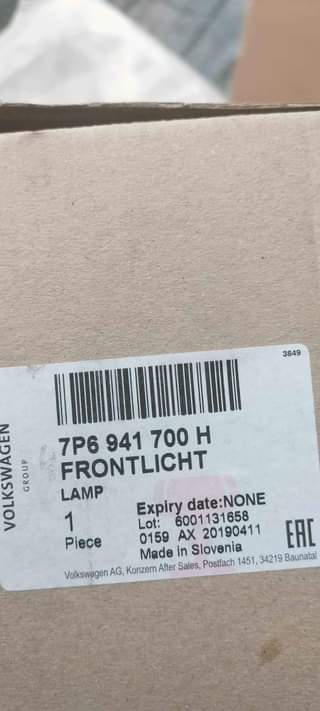 3849
VOLKSWAGEN
GROUP
7P6 941 700 H
FRONTLICHT
LAMP
1
Piece
Expiry date:NONE
Lot: 6001131658
0159 AX 20190411
Made in Slovenia
EAC
Volkswagen AG, Konzern After Sales, Postfach 1451, 34219 Baunatal